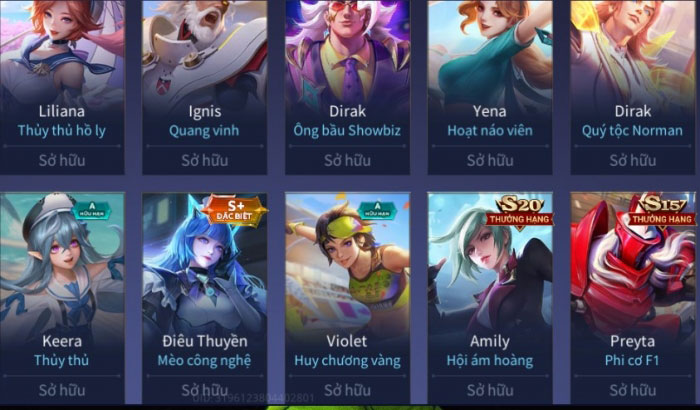 Liliana
Thủy thủ hồ ly
Sở hữu
Ignis
Quang vinh
Sở hữu
Dirak
Ông bầu Showbiz
Sở hữu
Yena
Hoạt náo viên
Sở hữu
Dirak
Quý tộc Norman
Sở hữu
A
HỮU HẠN
Keera
Thủy thủ
Sở hữu
S+
ĐẶC BIỆT
Điêu Thuyền
Mèo công nghệ
Sở hữu
A
HỮU HẠN
Violet
Huy chương vàng
Sở hữu
S20
THƯỞNG HẠNG
Amily
Hội ám hoàng
Sở hữu
S15
THƯỞNG HẠNG
Preyta
Phi cơ F1
Sở hữu
UID: 3196123804402801